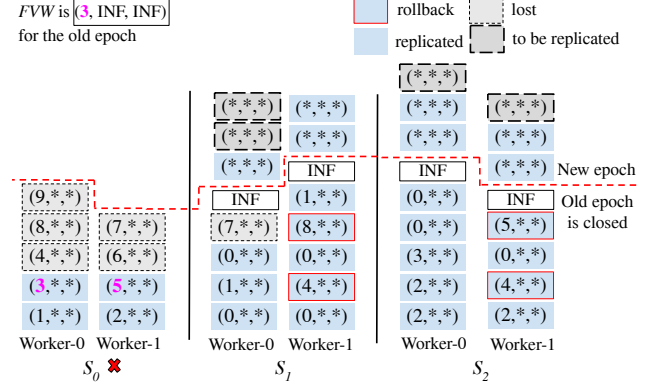 FVW is (3, INF, INF)
for the old epoch
rollback
lost
replicated
to be replicated
(9,*,*)
(8,*,*)
(4,*,*)
(3,*,*)
(1,*,*)
Worker-0
(7,*,*)
(6,*,*)
(5,*,*)
(2,*,*)
Worker-1
S0
(*,*,*)
(*,*,*)
(*,*,*)
INF
(7,*,*)
(0,*,*)
(1,*,*)
(0,*,*)
Worker-0
(*,*,*)
(*,*,*)
INF
(1,*,*)
(8,*,*)
(0,*,*)
(4,*,*)
(0,*,*)
Worker-1
S1
(*,*,*)
(*,*,*)
(*,*,*)
INF
(0,*,*)
(0,*,*)
(3,*,*)
(2,*,*)
(2,*,*)
Worker-0
(*,*,*)
(*,*,*)
(*,*,*)
INF
(5,*,*)
(0,*,*)
(4,*,*)
(2,*,*)
Worker-1
S2
New epoch
Old epoch
is closed